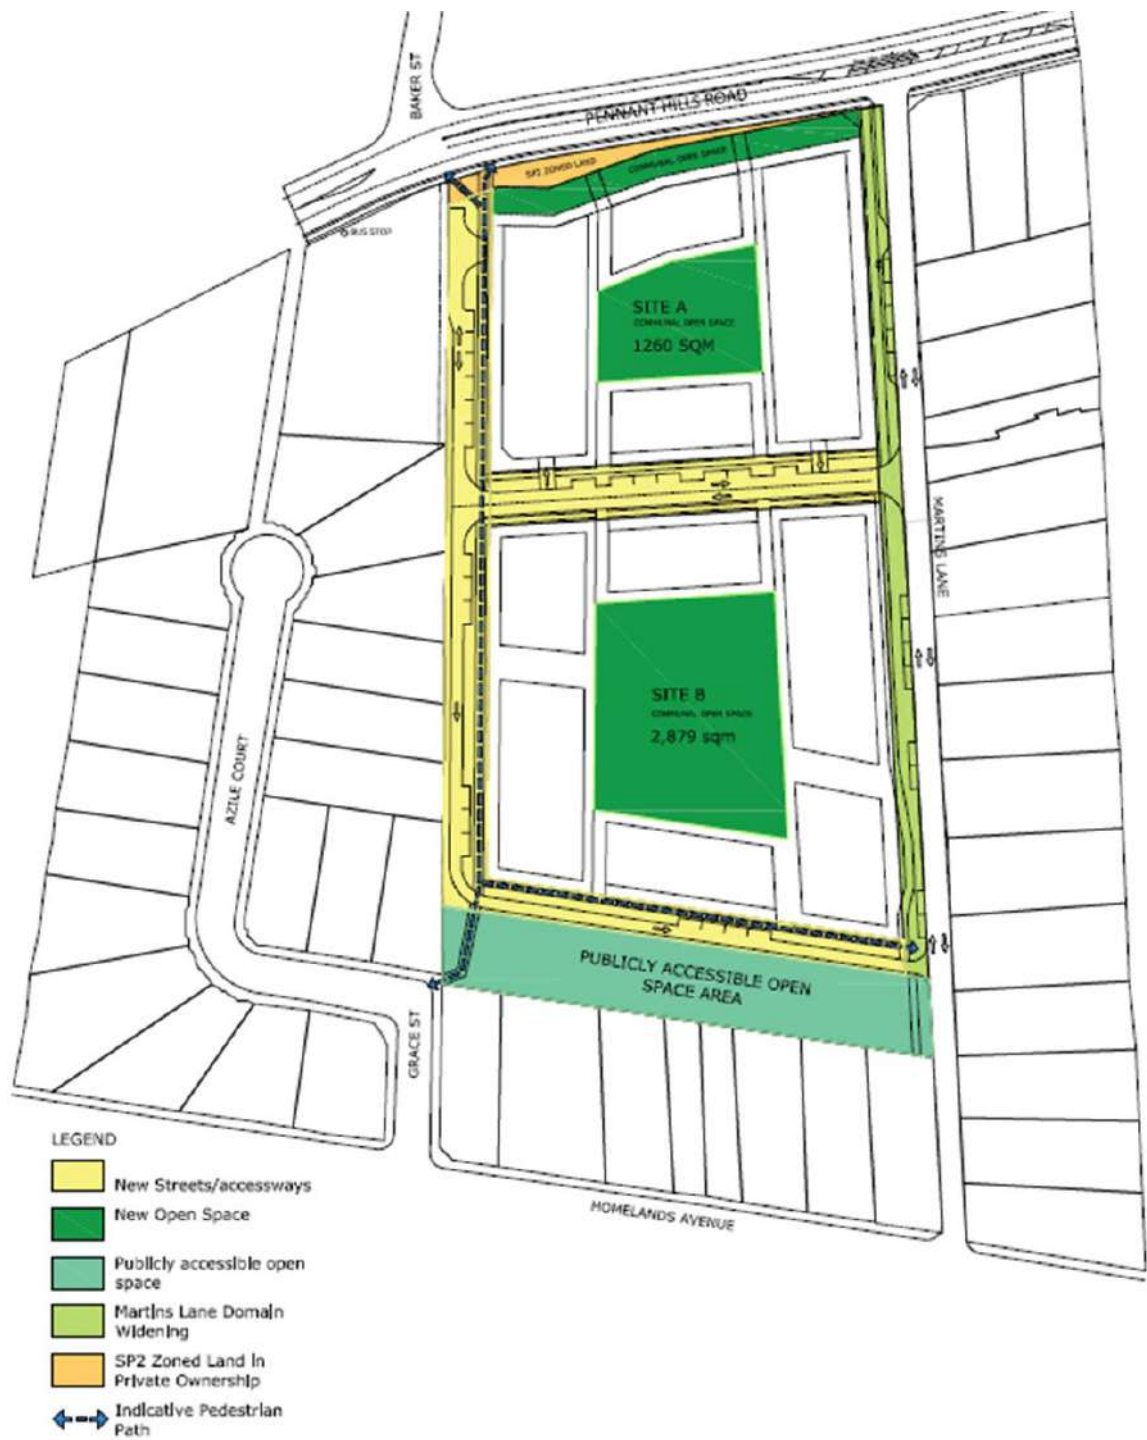 BAKER ST
PENNANT HILLS ROAD
SP2 ZONED LAND
COMMUNAL OPEN SPACE
BUS STOP
SITE A
COMMUNAL OPEN SPACE
1260 SQM
MARTINS LANE
SITE B
COMMUNAL OPEN SPACE
2,879 sqm
AZILE COURT
PUBLICLY ACCESSIBLE OPEN
SPACE AREA
GRACE ST
HOMELANDS AVENUE
LEGEND
New Streets/accessways
New Open Space
Publicly accessible open
space
Martins Lane Domain
Widening
SP2 Zoned Land in
Private Ownership
Indicative Pedestrian
Path